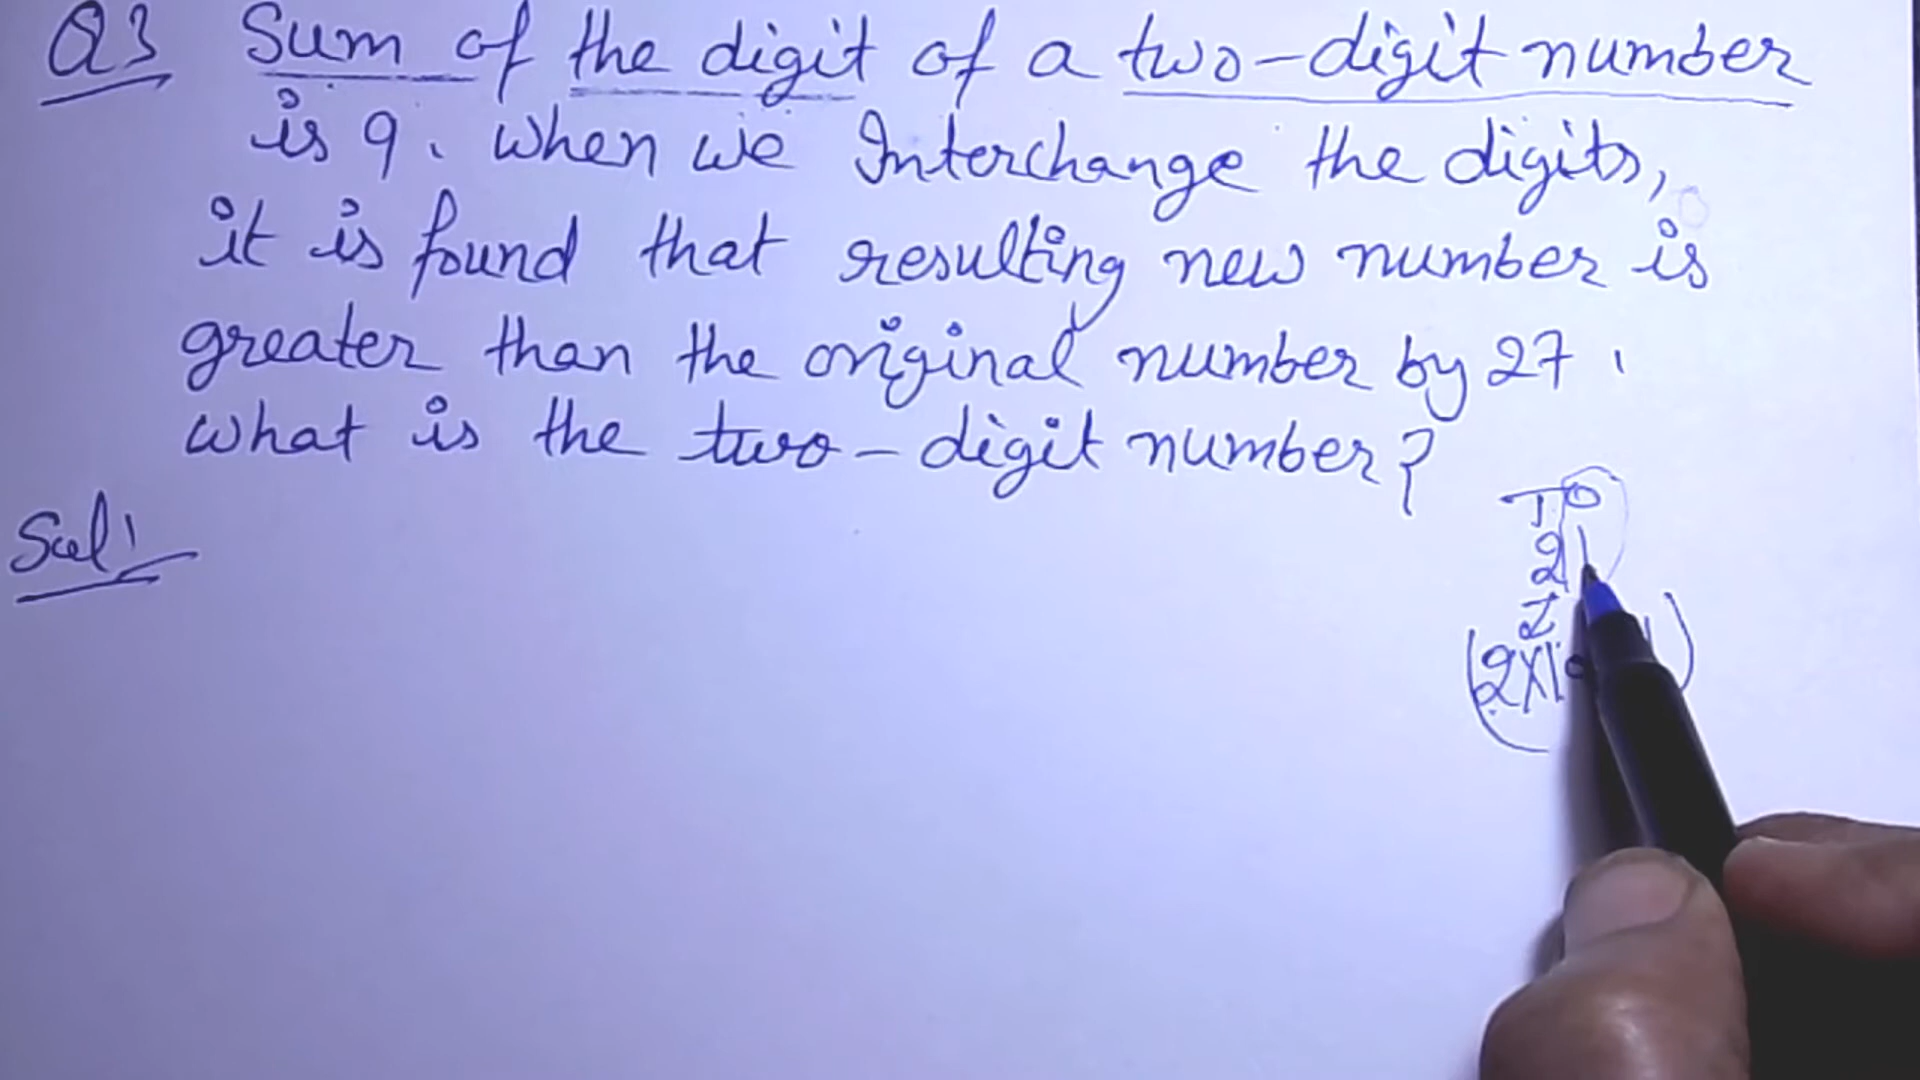 Q3 Sum of the digit of a two-digit number
is 9. When we Interchange the digits,
it is found that resulting new number is
greater than the original number by 27.
What is the two-digit number?
T O
Sol:
21
2
(2X10